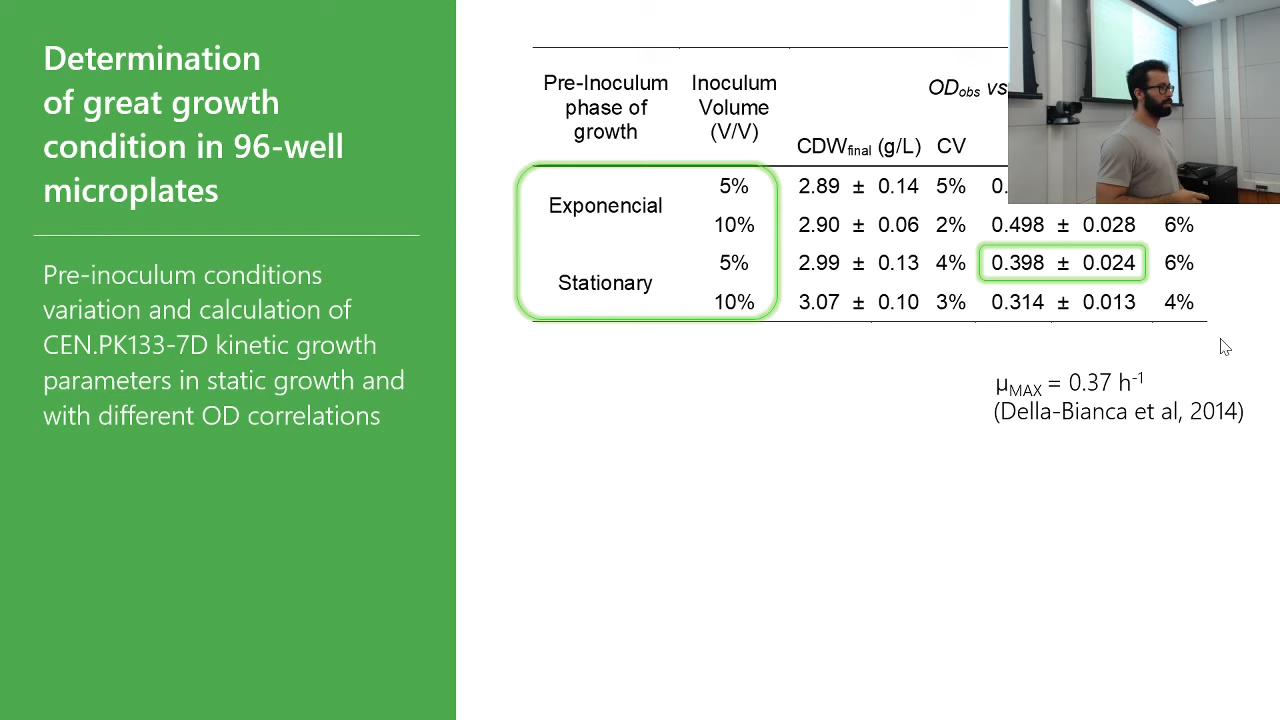 Determination
of great growth
condition in 96-well
microplates
Pre-inoculum conditions
variation and calculation of
CEN.PK133-7D kinetic growth
parameters in static growth and
with different OD correlations
Pre-Inoculum
phase of
growth
Inoculum
Volume
(V/V)
ODobs vs
CDWfinal (g/L) CV
Exponencial
5% 2.89 ± 0.14 5% 0.
10% 2.90 ± 0.06 2% 0.498 ± 0.028 6%
Stationary
5% 2.99 ± 0.13 4% 0.398 ± 0.024 6%
10% 3.07 ± 0.10 3% 0.314 ± 0.013 4%
μMAX = 0.37 h-1
(Della-Bianca et al, 2014)